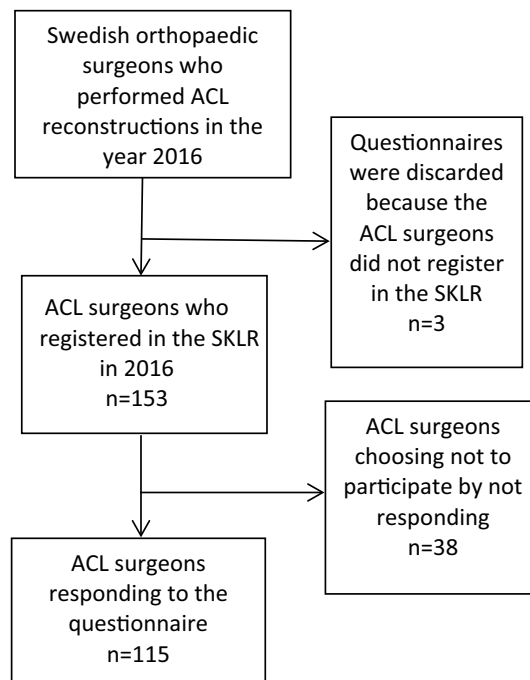 Swedish orthopaedic
surgeons who
performed ACL
reconstructions in the
year 2016
Questionnaires
were discarded
because the
ACL surgeons
did not register
in the SKLR
n=3
ACL surgeons who
registered in the SKLR
in 2016
n=153
ACL surgeons
choosing not to
participate by not
responding
n=38
ACL surgeons
responding to the
questionnaire
n=115